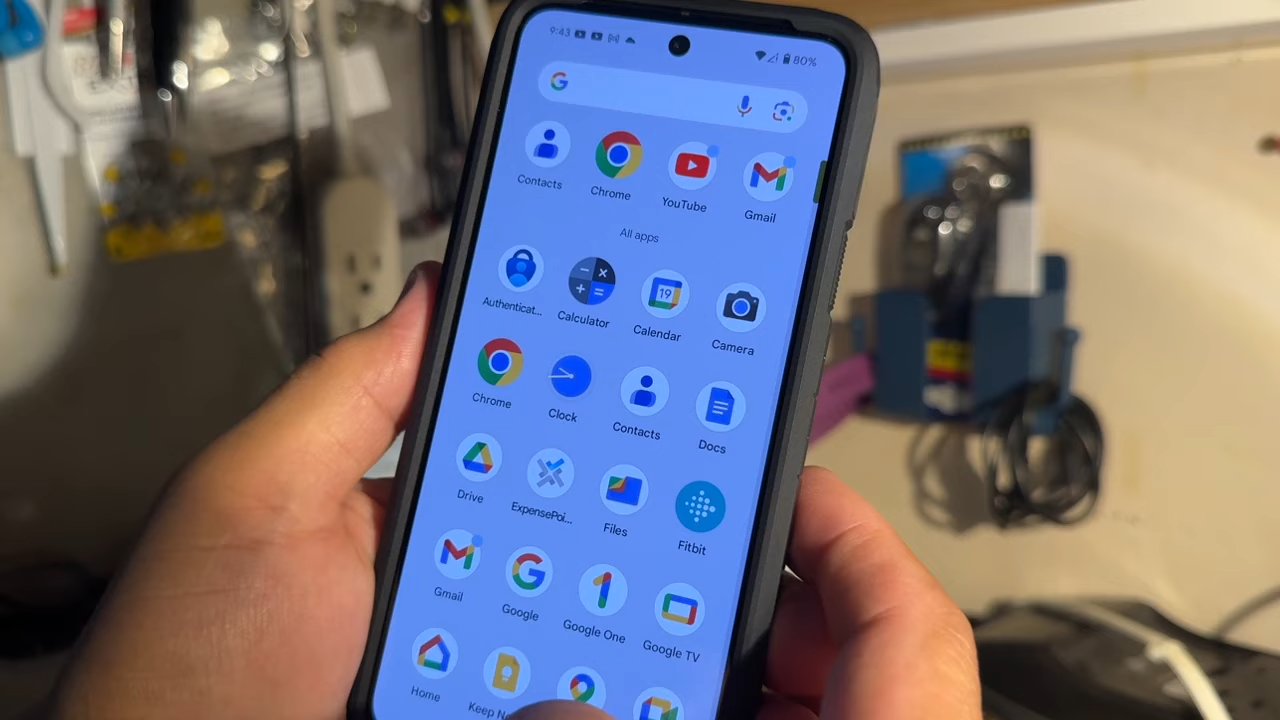 9:43
80%
Contacts Chrome YouTube Gmail
All apps
Authenticat... Calculator Calendar Camera
19
Chrome Clock Contacts Docs
Drive ExpensePoi... Files Fitbit
Gmail Google Google One Google TV
Home Keep N